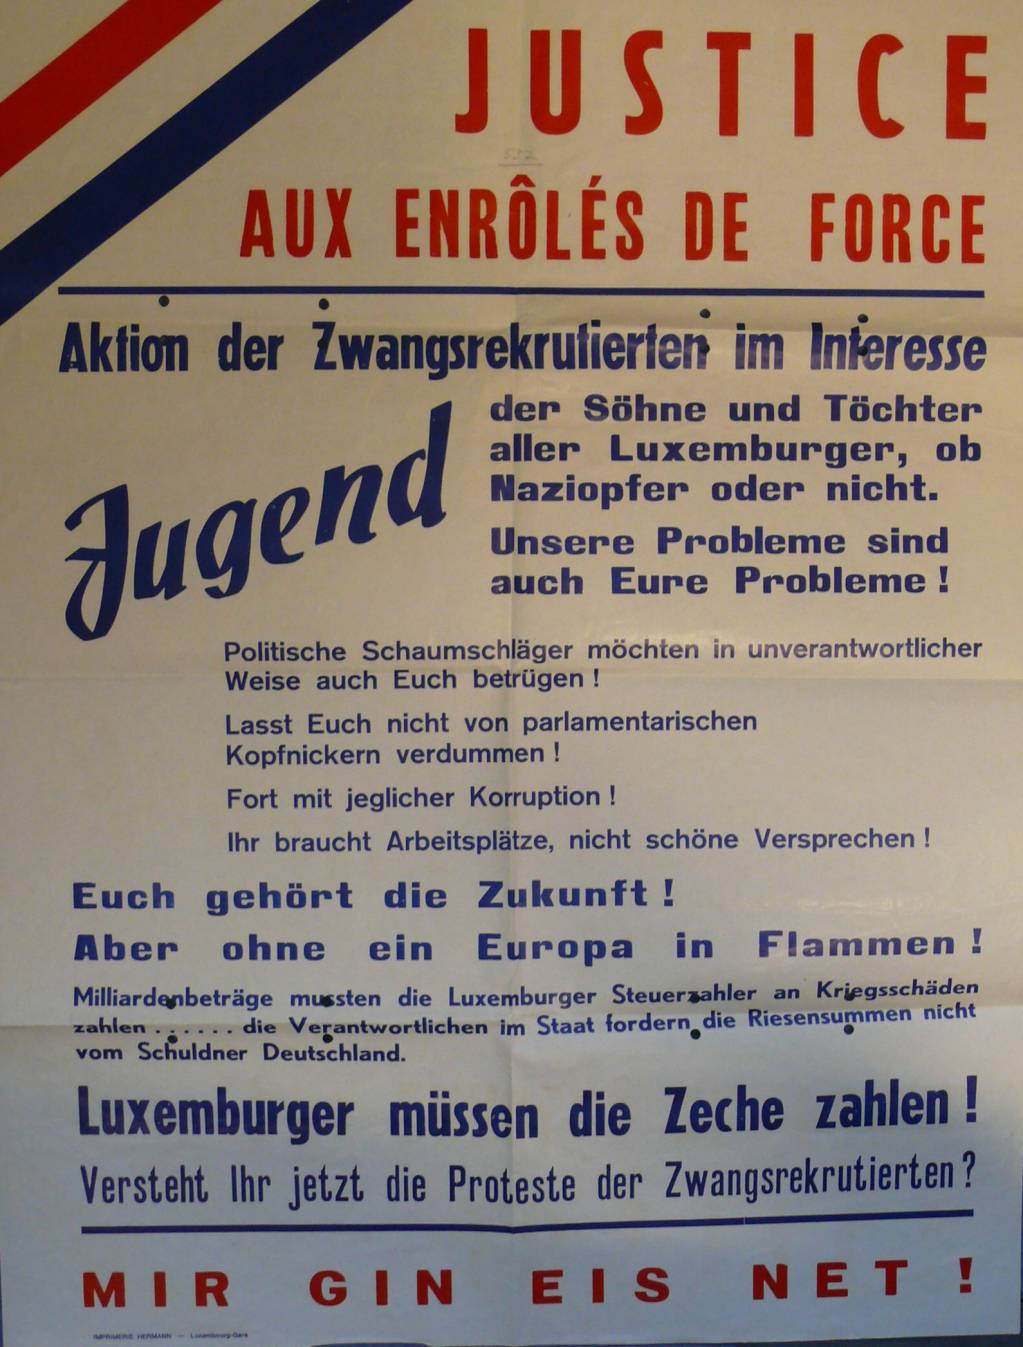 JUSTICE
AUX ENRÔLÉS DE FORCE
Aktion der Zwangsrekrutierten im Interesse
Jugend
der Söhne und Töchter
aller Luxemburger, ob
Naziopfer oder nicht.
Unsere Probleme sind
auch Eure Probleme !
Politische Schaumschläger möchten in unverantwortlicher
Weise auch Euch betrügen !
Lasst Euch nicht von parlamentarischen
Kopfnickern verdummen !
Fort mit jeglicher Korruption !
Ihr braucht Arbeitsplätze, nicht schöne Versprechen !
Euch gehört die Zukunft !
Aber ohne ein Europa in Flammen !
Milliardenbeträge mussten die Luxemburger Steuerzahler an Kriegsschäden
zahlen . . . . . . die Verantwortlichen im Staat fordern die Riesensummen nicht
vom Schuldner Deutschland.
Luxemburger müssen die Zeche zahlen !
Versteht Ihr jetzt die Proteste der Zwangsrekrutierten ?
MIR GIN EIS NET !
IMPRIMERIE HERMANN — Luxembourg-Gare